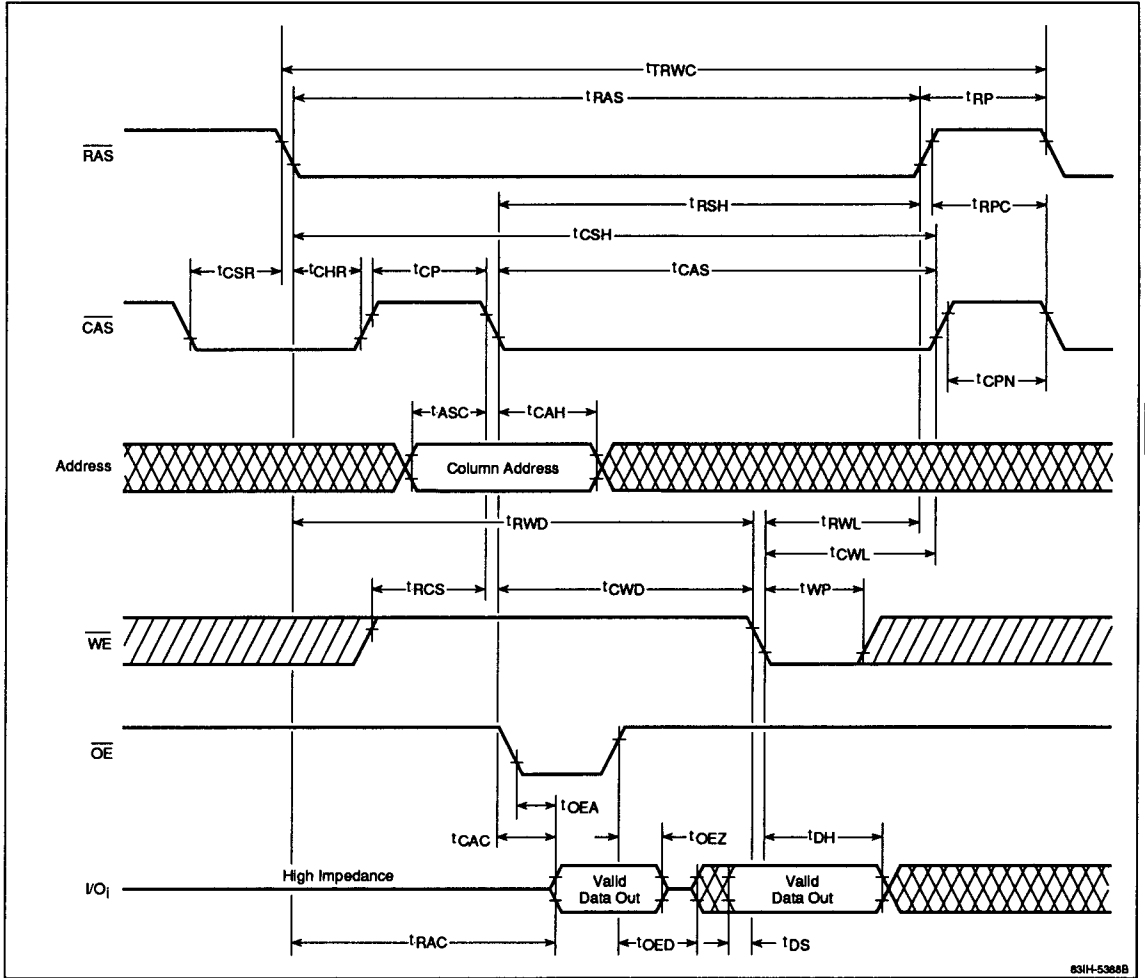 tTRWC
tRAS
tRP
RAS
tRSH
tRPC
tCSH
tCSR
tCHR
tCP
tCAS
CAS
tCPN
tASC
tCAH
Address
Column Address
tRWD
tRWL
tCWL
tRCS
tCWD
tWP
WE
OE
tOEA
tCAC
tOEZ
tDH
High Impedance
I/Oi
Valid
Data Out
Valid
Data Out
tRAC
tOED
tDS
83IH-5388B